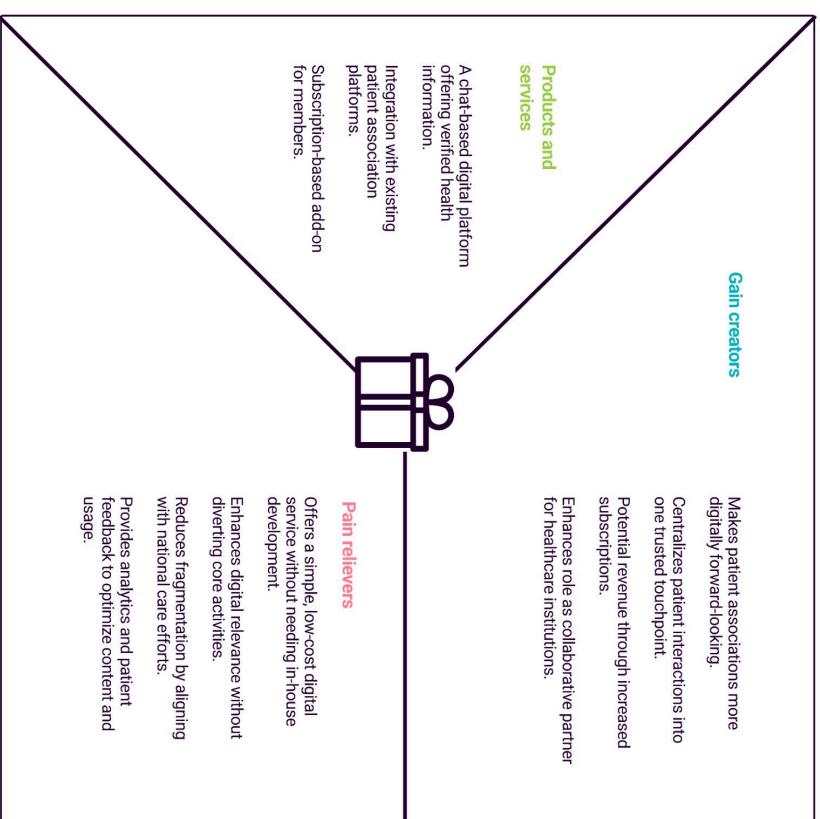 Gain creators
Makes patient associations more
digitally forward-looking.
Centralizes patient interactions into
one trusted touchpoint.
Potential revenue through increased
subscriptions.
Enhances role as collaborative partner
for healthcare institutions.
Products and
services
A chat-based digital platform
offering verified health
information.
Integration with existing
patient association
platforms.
Subscription-based add-on
for members.
Pain relievers
Offers a simple, low-cost digital
service without needing in-house
development.
Enhances digital relevance without
diverting core activities.
Reduces fragmentation by aligning
with national care efforts.
Provides analytics and patient
feedback to optimize content and
usage.